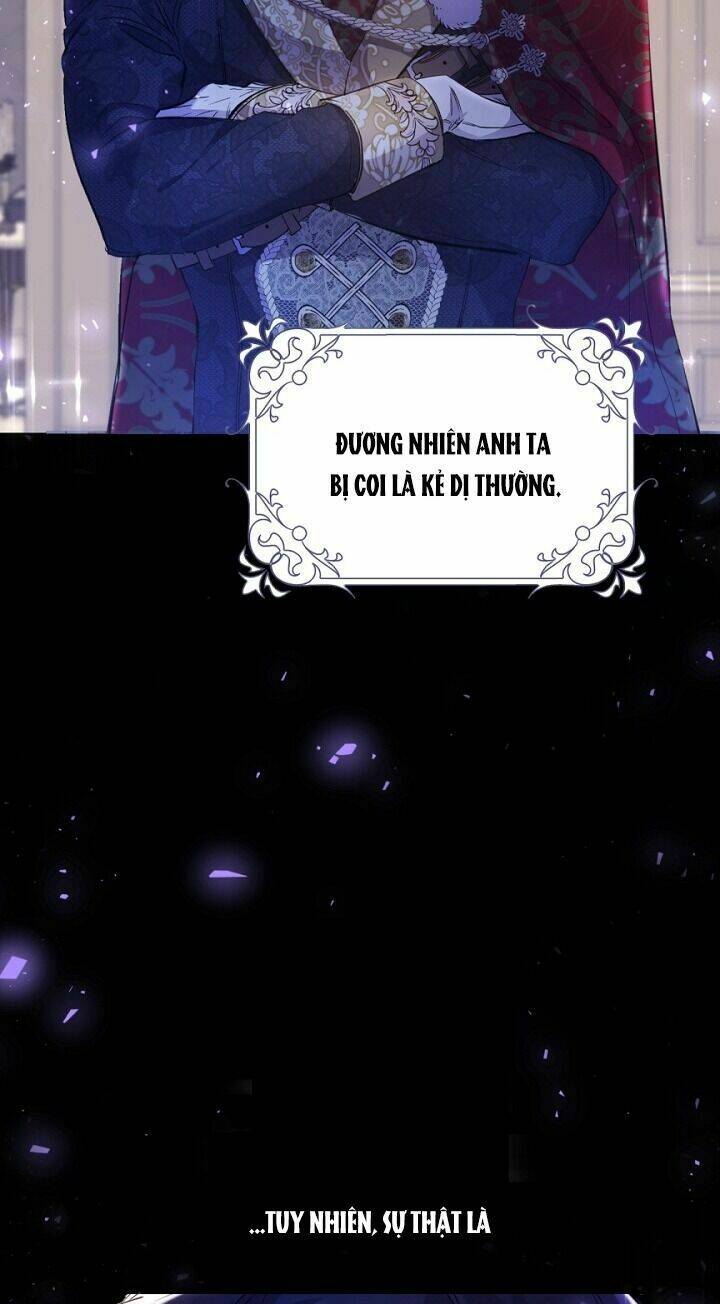 ĐƯƠNG NHIÊN ANH TA
BỊ COI LÀ KẺ DỊ THƯỜNG.
...TUY NHIÊN, SỰ THẬT LÀ